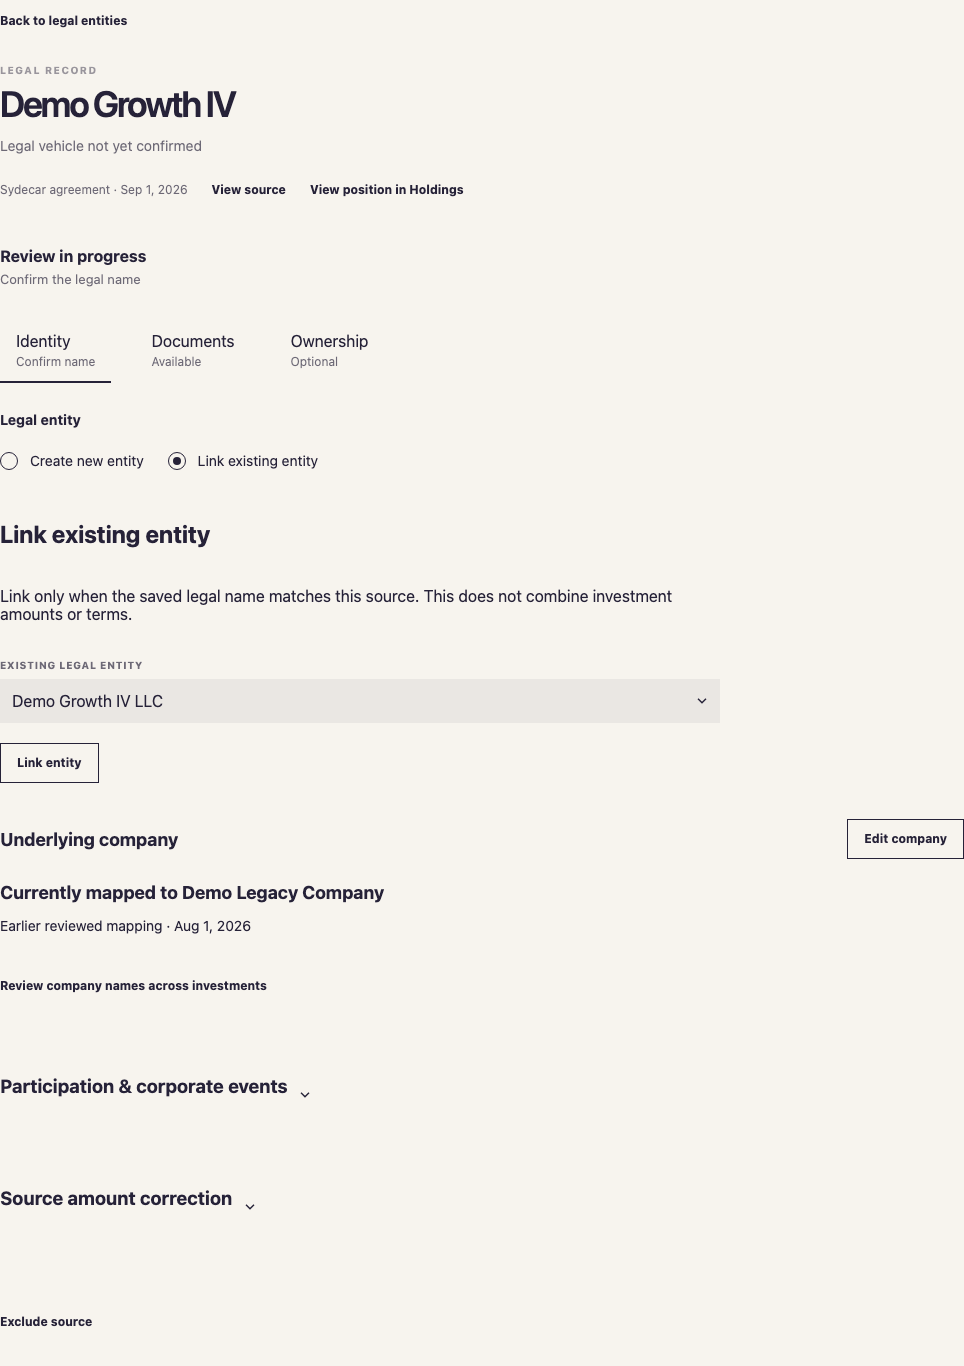 Back to legal entities
LEGAL RECORD
Demo Growth IV
Legal vehicle not yet confirmed
Sydecar agreement · Sep 1, 2026 View source View position in Holdings
Review in progress
Confirm the legal name
Identity Documents Ownership
Confirm name Available Optional
Legal entity
Create new entity Link existing entity
Link existing entity
Link only when the saved legal name matches this source. This does not combine investment
amounts or terms.
EXISTING LEGAL ENTITY
Demo Growth IV LLC
Link entity
Underlying company Edit company
Currently mapped to Demo Legacy Company
Earlier reviewed mapping · Aug 1, 2026
Review company names across investments
Participation & corporate events
Source amount correction
Exclude source